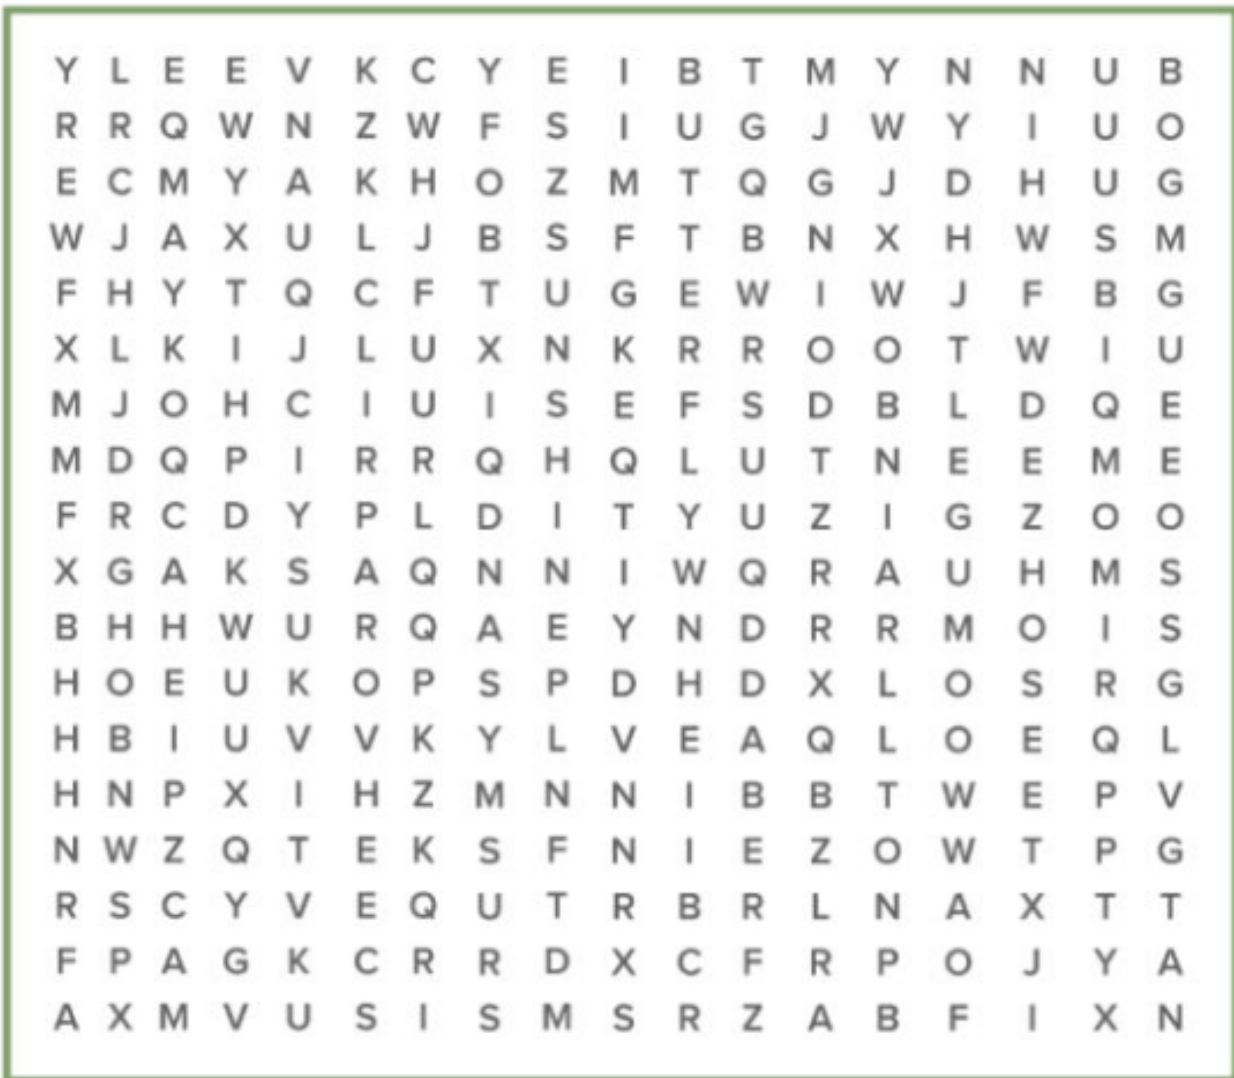 Y L E E V K C Y E I B T M Y N N U B
R R Q W N Z W F S I U G J W Y I U O
E C M Y A K H O Z M T Q G J D H U G
W J A X U L J B S F T B N X H W S M
F H Y T Q C F T U G E W I W J F B G
X L K I J L U X N K R R O O T W I U
M J O H C I U I S E F S D B L D Q E
M D Q P I R R Q H Q L U T N E E M E
F R C D Y P L D I T Y U Z I G Z O O
X G A K S A Q N N I W Q R A U H M S
B H H W U R Q A E Y N D R R M O I S
H O E U K O P S P D H D X L O S R G
H B I U V V K Y L V E A Q L O E Q L
H N P X I H Z M N N I B B T W E P V
N W Z Q T E K S F N I E Z O W T P G
R S C Y V E Q U T R B R L N A X T T
F P A G K C R R D X C F R P O J Y A
A X M V U S I S M S R Z A B F I X N